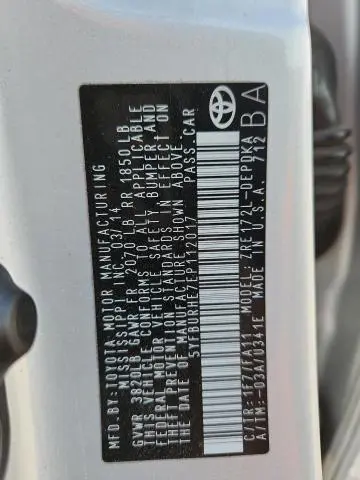 MFD. BY: TOYOTA MOTOR MANUFACTURING
MISSISSIPPI INC. 03/14
GVWR 3820LB GAWR FR 2070 LB RR 1850 LB
THIS VEHICLE CONFORMS TO ALL APPLICABLE
FEDERAL MOTOR VEHICLE SAFETY, BUMPER AND
THEFT PREVENTION STANDARDS IN EFFECT ON
THE DATE OF MANUFACTURE SHOWN ABOVE.
5YFBURHE7EP112017 PASS. CAR
C/TR: 1F7/FA11 MODEL: ZRE172L-DEPDKA
A/TM: -03A/U341E MADE IN U.S.A. 712
BA